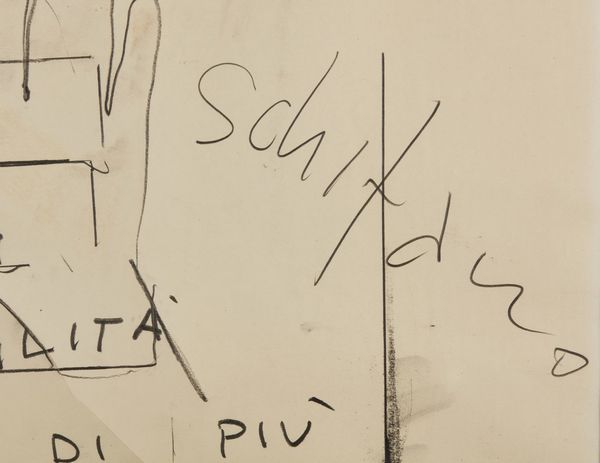 Schifano
LITÀ
DI PIÙ